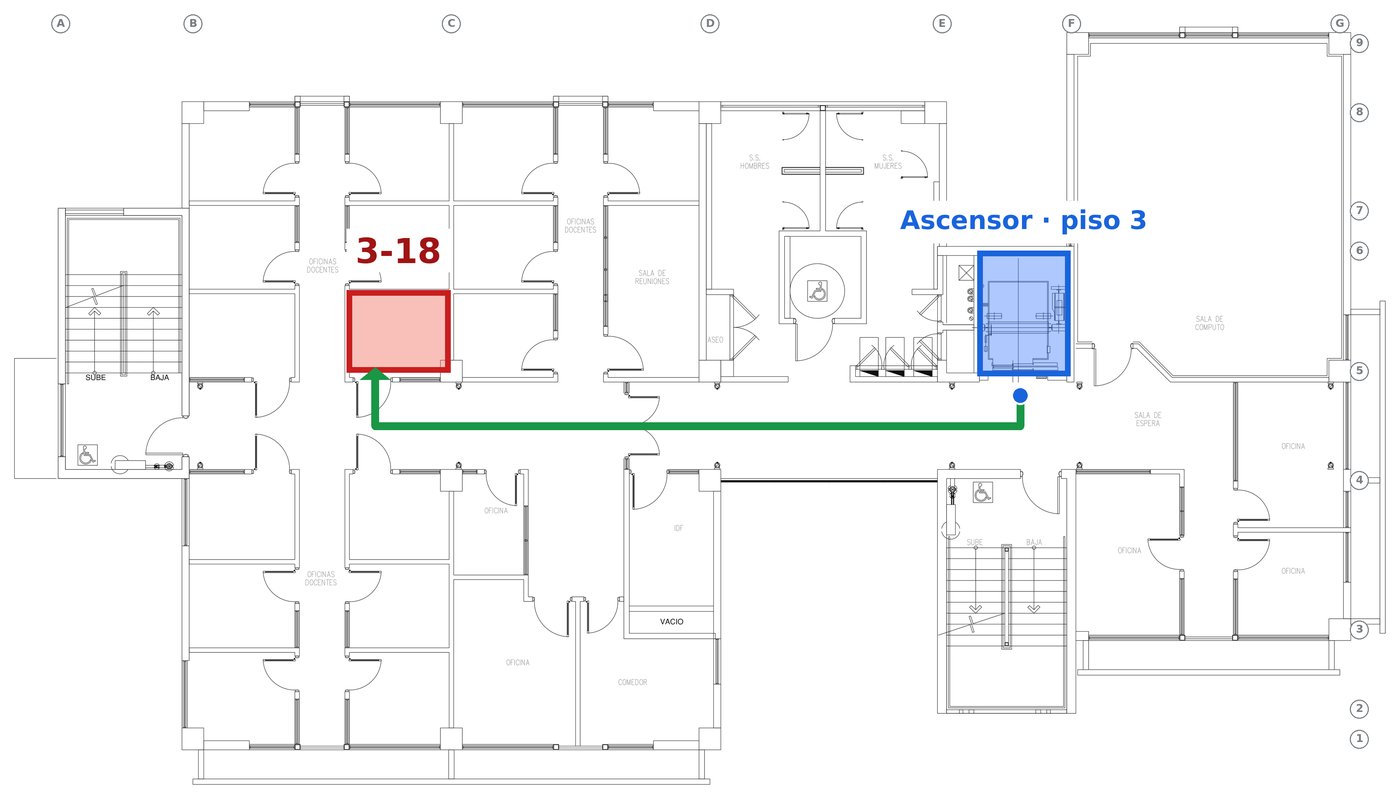 A
B
C
D
E
F
G
9
8
S.S.
HOMBRES
S.S.
MUJERES
7
Ascensor · piso 3
OFICINAS
DOCENTES
6
3-18
OFICINAS
DOCENTES
SALA DE
REUNIONES
SALA DE
COMPUTO
ASEO
SUBE
BAJA
5
SALA DE
ESPERA
OFICINA
4
OFICINA
IDF
SUBE
BAJA
OFICINA
OFICINA
OFICINAS
DOCENTES
VACIO
3
OFICINA
COMEDOR
2
1